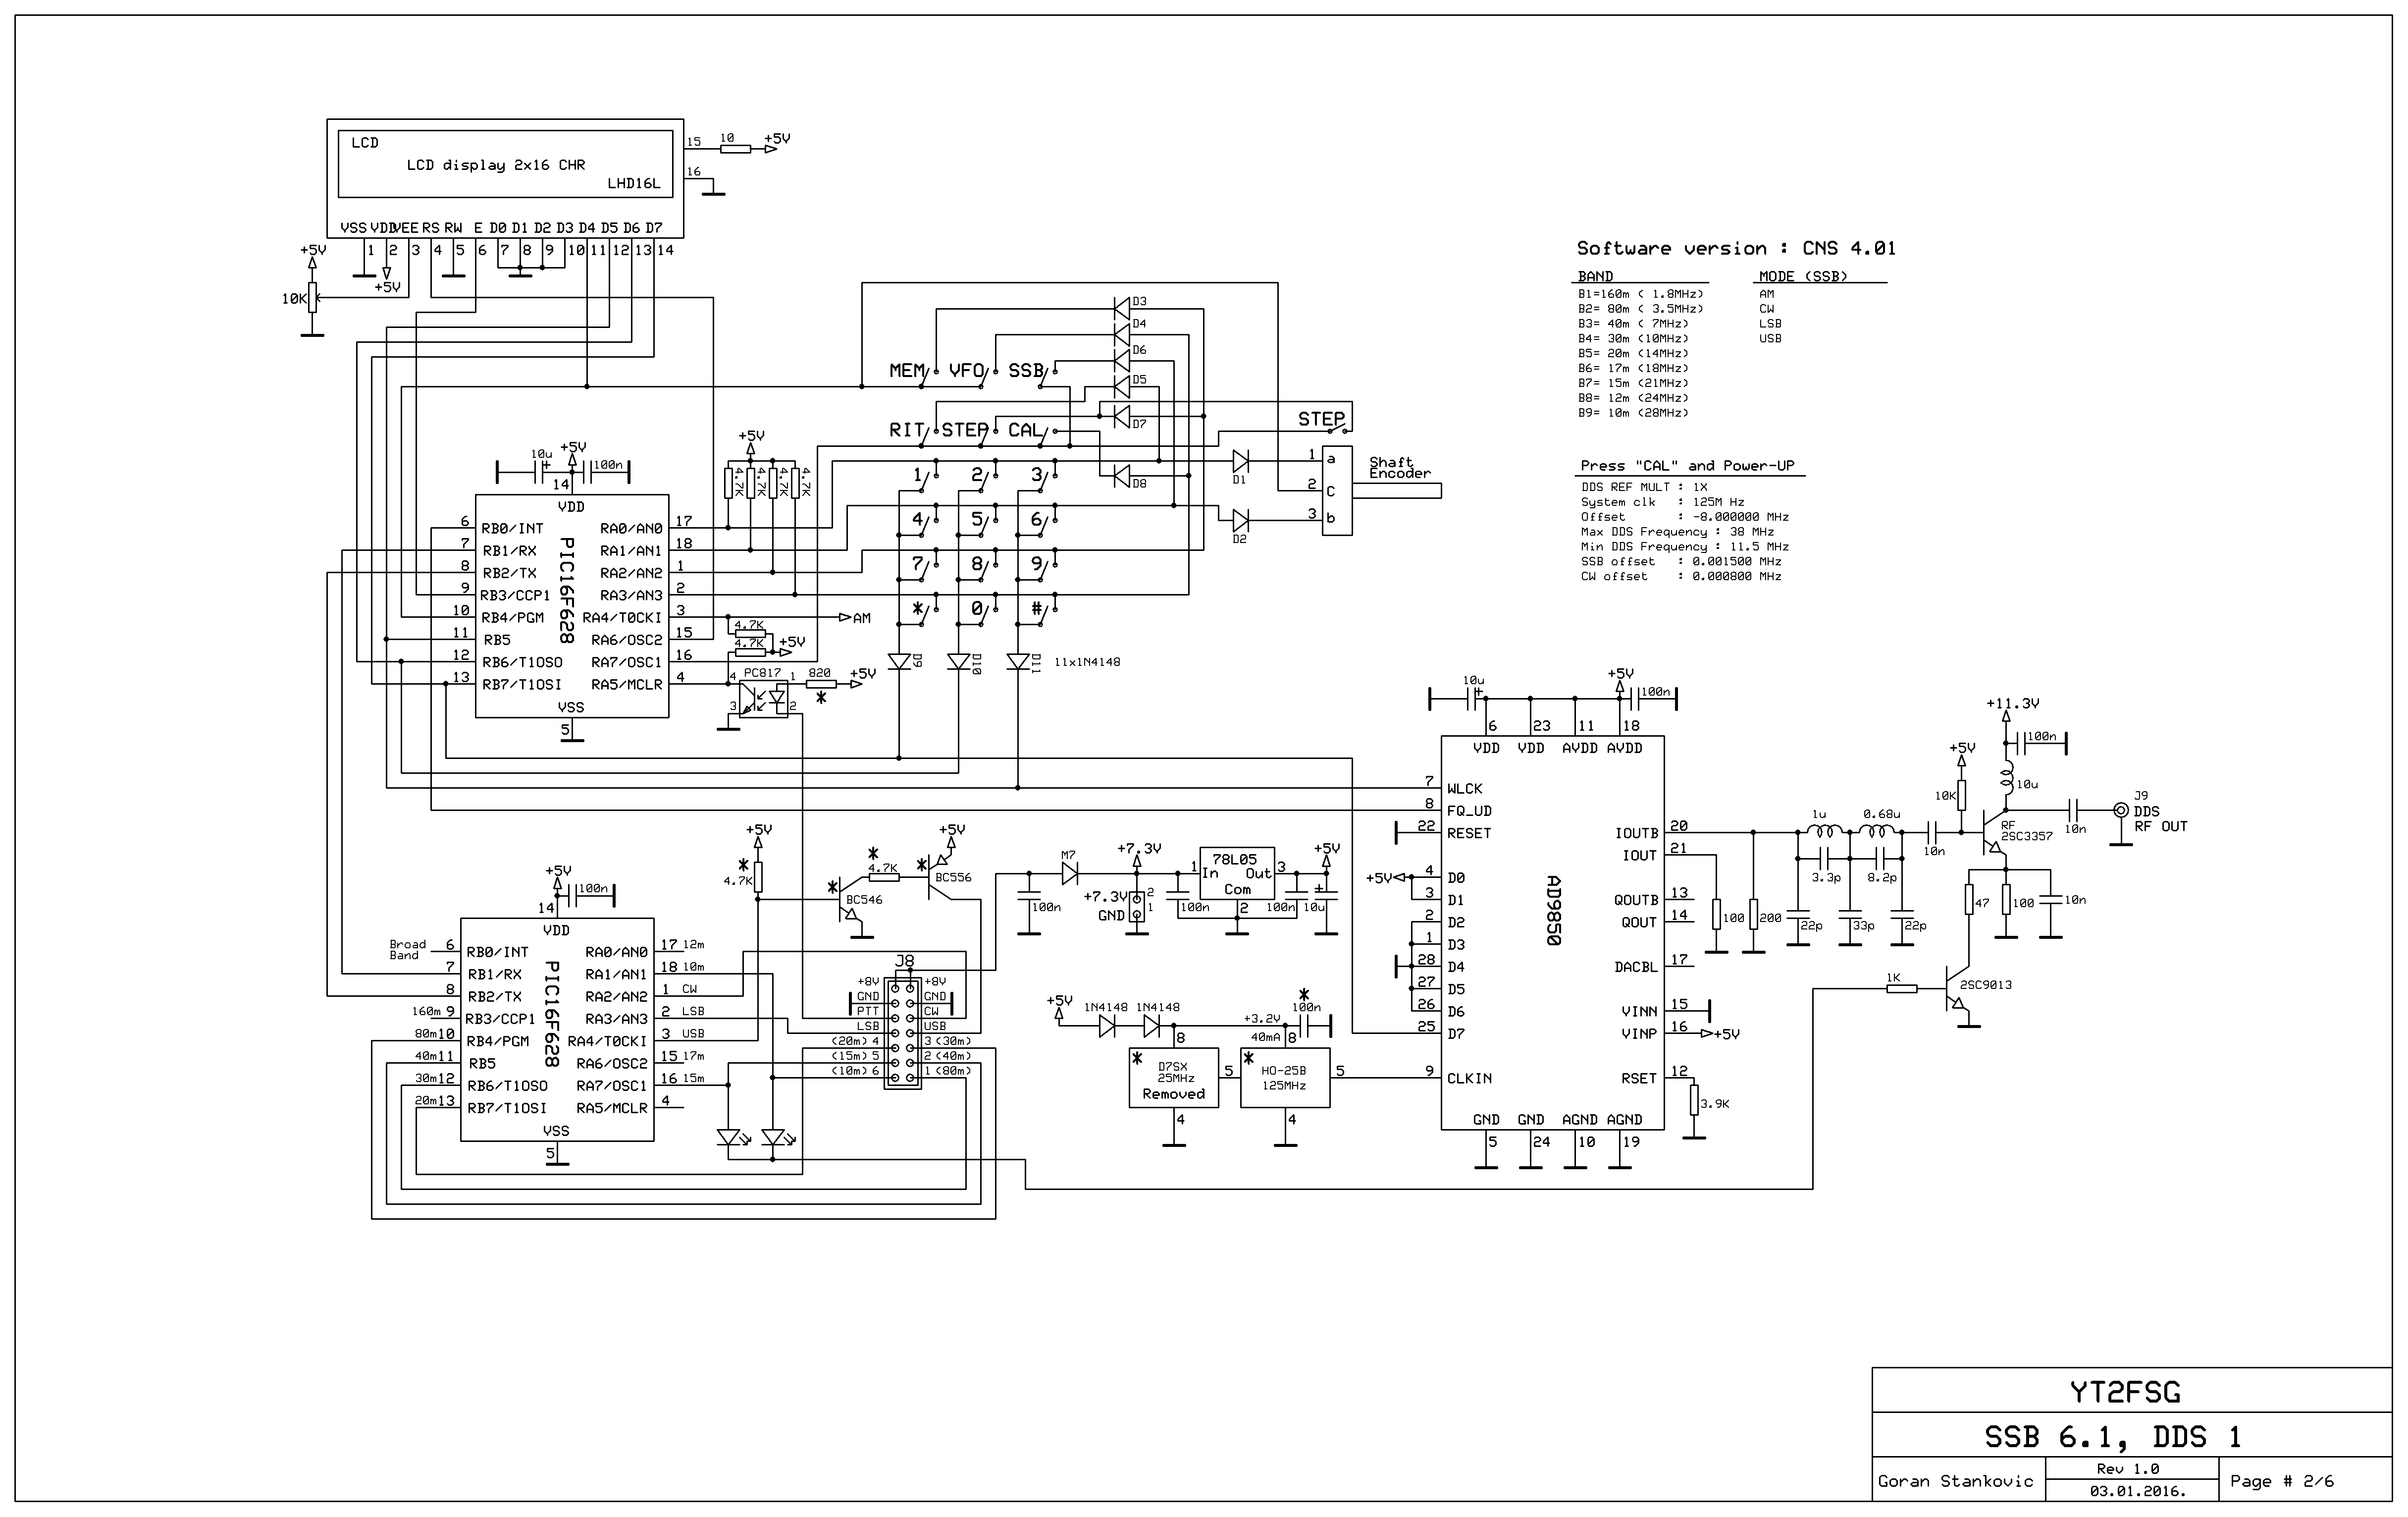 LCD
LCD display 2x16 CHR
LHD16L
15
10
+5V
16
VSS VDD VEE RS RW E D0 D1 D2 D3 D4 D5 D6 D7
1 2 3 4 5 6 7 8 9 10 11 12 13 14
+5V
+5V
10K
Software version : CNS 4.01
BAND
MODE (SSB)
B1=160m ( 1.8MHz)
AM
B2= 80m ( 3.5MHz)
CW
B3= 40m ( 7MHz)
LSB
B4= 30m (10MHz)
USB
B5= 20m (14MHz)
B6= 17m (18MHz)
B7= 15m (21MHz)
B8= 12m (24MHz)
B9= 10m (28MHz)
Press "CAL" and Power-UP
DDS REF MULT : 1X
System clk : 125M Hz
Offset : -8.000000 MHz
Max DDS Frequency : 38 MHz
Min DDS Frequency : 11.5 MHz
SSB offset : 0.001500 MHz
CW offset : 0.000800 MHz
D3
D4
D6
D5
D7
D8
MEM VFO SSB
RIT STEP CAL
STEP
1 2 3
4 5 6
7 8 9
* 0 #
D1
D2
1 a
2 C
3 b
Shaft
Encoder
D9
D10
D11
11x1N4148
10u
+
+5V
100n
14
VDD
+5V
4.7K
4.7K
4.7K
4.7K
6 RB0/INT RA0/AN0 17
7 RB1/RX RA1/AN1 18
8 RB2/TX RA2/AN2 1
9 RB3/CCP1 RA3/AN3 2
10 RB4/PGM RA4/T0CKI 3
11 RB5 RA6/OSC2 15
12 RB6/T1OSO RA7/OSC1 16
13 RB7/T1OSI RA5/MCLR 4
PIC16F628
VSS
5
AM
4.7K
4.7K
+5V
PC817
4 1
3 2
820
*
+5V
+5V
100n
14
VDD
Broad
Band
6 RB0/INT RA0/AN0 17 12m
7 RB1/RX RA1/AN1 18 10m
8 RB2/TX RA2/AN2 1 CW
160m 9 RB3/CCP1 RA3/AN3 2 LSB
80m 10 RB4/PGM RA4/T0CKI 3 USB
40m 11 RB5 RA6/OSC2 15 17m
30m 12 RB6/T1OSO RA7/OSC1 16 15m
20m 13 RB7/T1OSI RA5/MCLR 4
PIC16F628
VSS
5
+5V
*
4.7K
*
BC546
*
4.7K
*
BC556
+5V
J8
+8V +8V
GND GND
PTT CW
LSB USB
(20m) 4 3 (30m)
(15m) 5 2 (40m)
(10m) 6 1 (80m)
100n
M7
+7.3V
+7.3V 2
GND 1
100n
1 In
78L05
Out 3
Com
2
100n
+
10u
+5V
+5V
1N4148 1N4148
+3.2V
40mA
*
100n
8
8
*
D7SX
25MHz
Removed
5
4
*
HO-25B
125MHz
5
4
10u
+
+5V
100n
6 23 11 18
VDD VDD AVDD AVDD
7 WLCK
8 FQ_UD
22 RESET
+5V
4 D0
3 D1
2 D2
1 D3
28 D4
27 D5
26 D6
25 D7
9 CLKIN
AD9850
IOUTB 20
IOUT 21
QOUTB 13
QOUT 14
DACBL 17
VINN 15
VINP 16
+5V
RSET 12
3.9K
GND GND AGND AGND
5 24 10 19
100
200
1u
0.68u
3.3p
8.2p
22p
33p
22p
10n
10K
+5V
+11.3V
100n
10u
RF
2SC3357
10n
J9
DDS
RF OUT
47
100
10n
1K
2SC9013
YT2FSG
SSB 6.1, DDS 1
Goran Stankovic
Rev 1.0
03.01.2016.
Page # 2/6